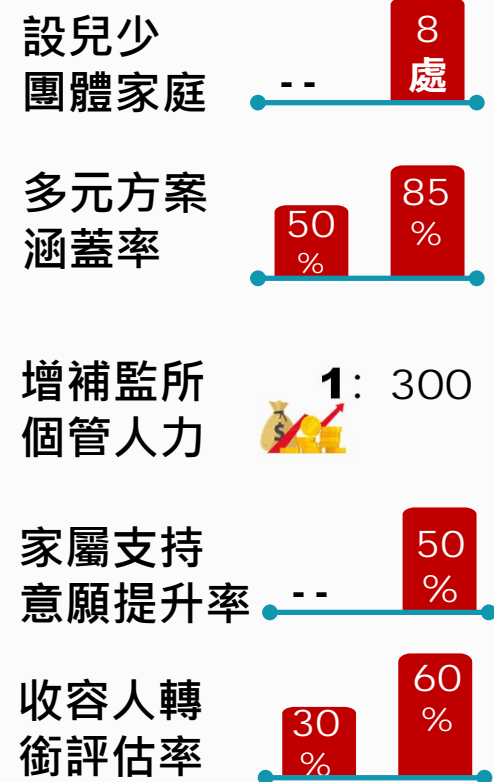 設兒少
團體家庭
--
8
處
多元方案
涵蓋率
50
%
85
%
增補監所
個管人力
$
1: 300
家屬支持
意願提升率
--
50
%
收容人轉
銜評估率
30
%
60
%